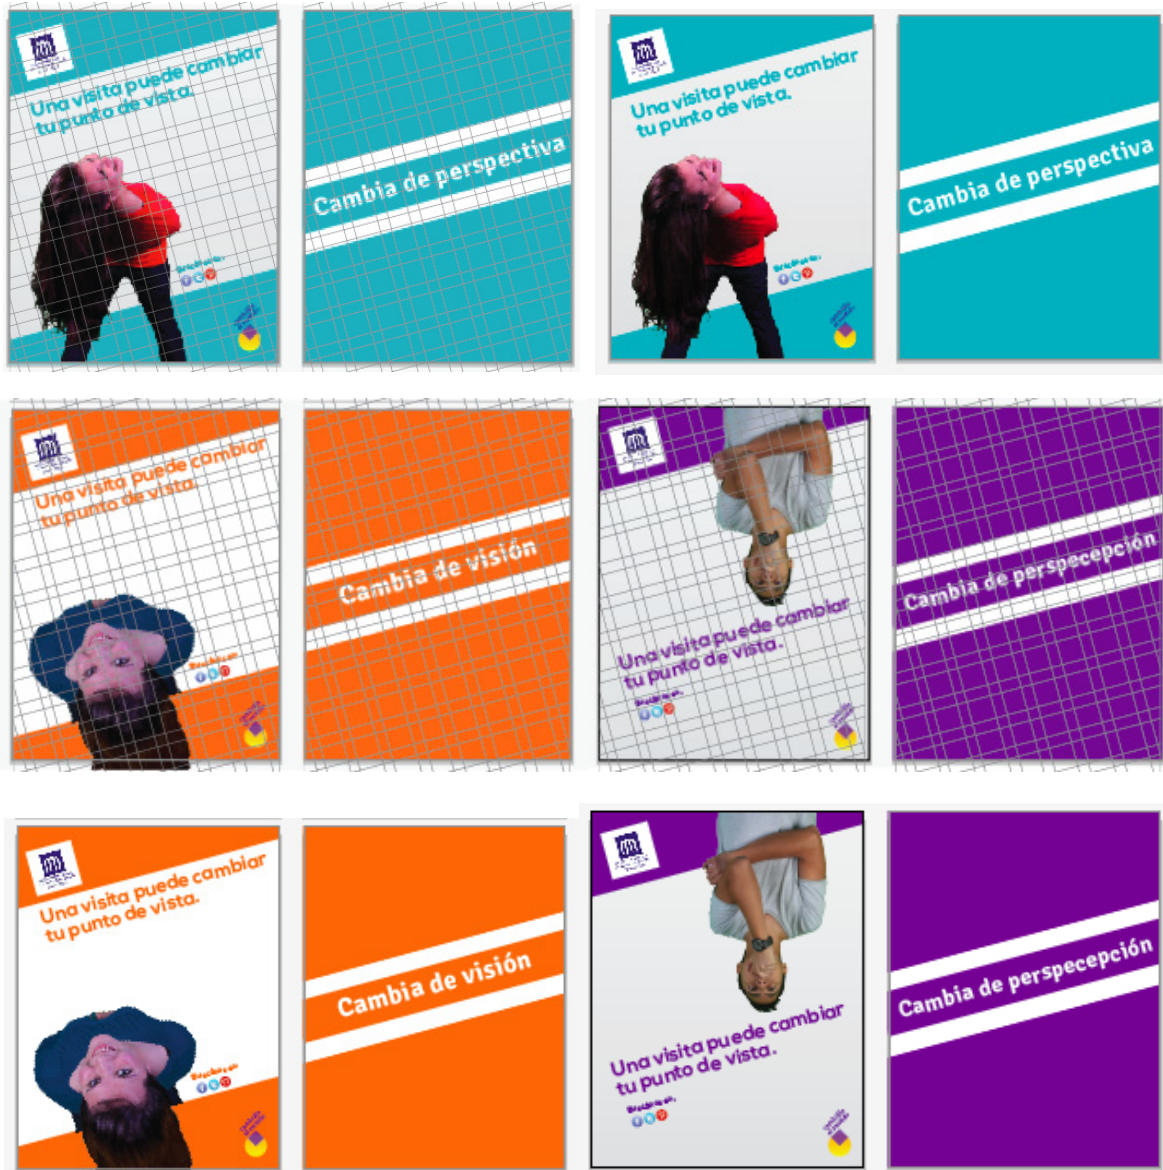 Una visita puede cambiar
tu punto de vista.
Cambia de perspectiva
Una visita puede cambiar
tu punto de vista.
Cambia de perspectiva
Una visita puede cambiar
tu punto de vista.
Cambia de visión
Una visita puede cambiar
tu punto de vista.
Cambia de perspecepción
Una visita puede cambiar
tu punto de vista.
Cambia de visión
Una visita puede cambiar
tu punto de vista.
Cambia de perspecepción